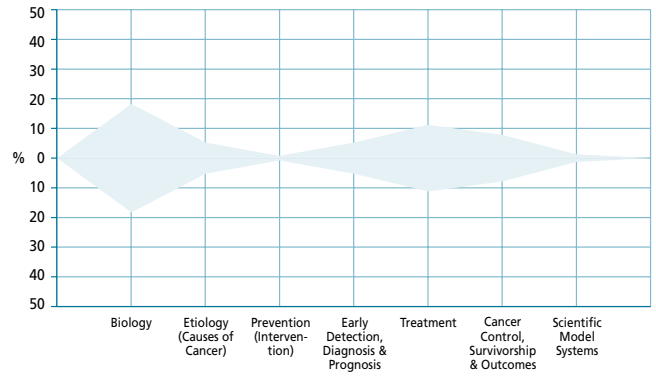 50
40
30
20
10
% 0
10
20
30
40
50
Biology
Etiology
(Causes of
Cancer)
Prevention
(Interven-
tion)
Early
Detection,
Diagnosis &
Prognosis
Treatment
Cancer
Control,
Survivorship
& Outcomes
Scientific
Model
Systems